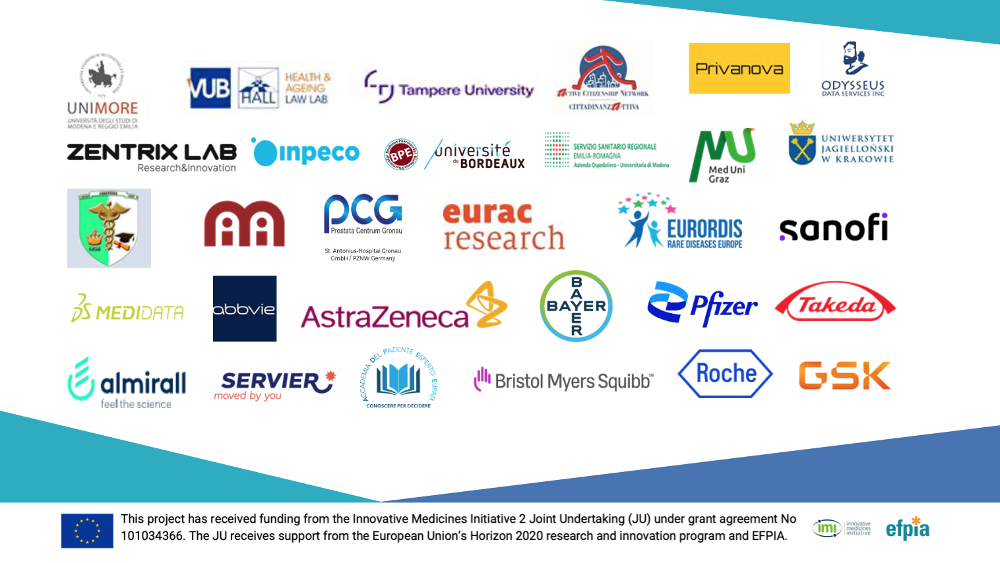 UNIMORE
UNIVERSITÀ DEGLI STUDI DI
MODENA E REGGIO EMILIA
VUB
HALL
HEALTH &
AGEING
LAW LAB
Tampere University
ACTIVE CITIZENSHIP NETWORK
CITTADINANZATTIVA
Privanova
ODYSSEUS
DATA SERVICES INC
ZENTRIX LAB
Research&Innovation
inpeco
BPE
université
de BORDEAUX
SERVIZIO SANITARIO REGIONALE
EMILIA-ROMAGNA
Azienda Ospedaliero - Universitaria di Modena
Med Uni
Graz
UNIWERSYTET
JAGIELLOŃSKI
W KRAKOWIE
PCG
Prostata Centrum Gronau
St. Antonius-Hospital Gronau
GmbH / PZNW Germany
eurac
research
EURORDIS
RARE DISEASES EUROPE
sanofi
MEDIDATA
abbvie
AstraZeneca
BAYER
BAYER
Pfizer
Takeda
almirall
feel the science
SERVIER
moved by you
ACCADEMIA DEL PAZIENTE ESPERTO EUPATI
CONOSCERE PER DECIDERE
Bristol Myers Squibb™
Roche
GSK
This project has received funding from the Innovative Medicines Initiative 2 Joint Undertaking (JU) under grant agreement No
101034366. The JU receives support from the European Union’s Horizon 2020 research and innovation program and EFPIA.
imi
innovative
medicines
initiative
efpia